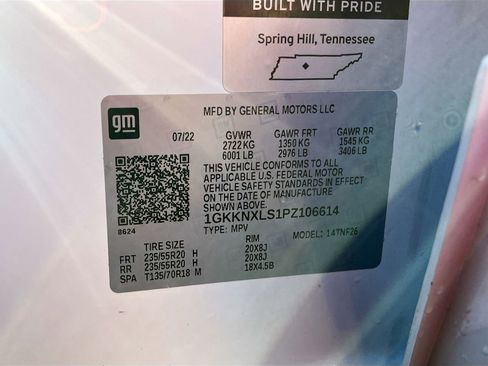 BUILT WITH PRIDE
Spring Hill, Tennessee
gm
MFD BY GENERAL MOTORS LLC
07/22 GVWR GAWR FRT GAWR RR
2722 KG 1350 KG 1545 KG
6001 LB 2976 LB 3406 LB
THIS VEHICLE CONFORMS TO ALL
APPLICABLE U.S. FEDERAL MOTOR
VEHICLE SAFETY STANDARDS IN EFFECT
ON THE DATE OF MANUFACTURE SHOWN ABOVE.
1GKKNXLS1PZ106614
8624
TYPE: MPV MODEL: 14TNF26
TIRE SIZE RIM
FRT 235/55R20 H 20X8J
RR 235/55R20 H 20X8J
SPA T135/70R18 M 18X4.5B